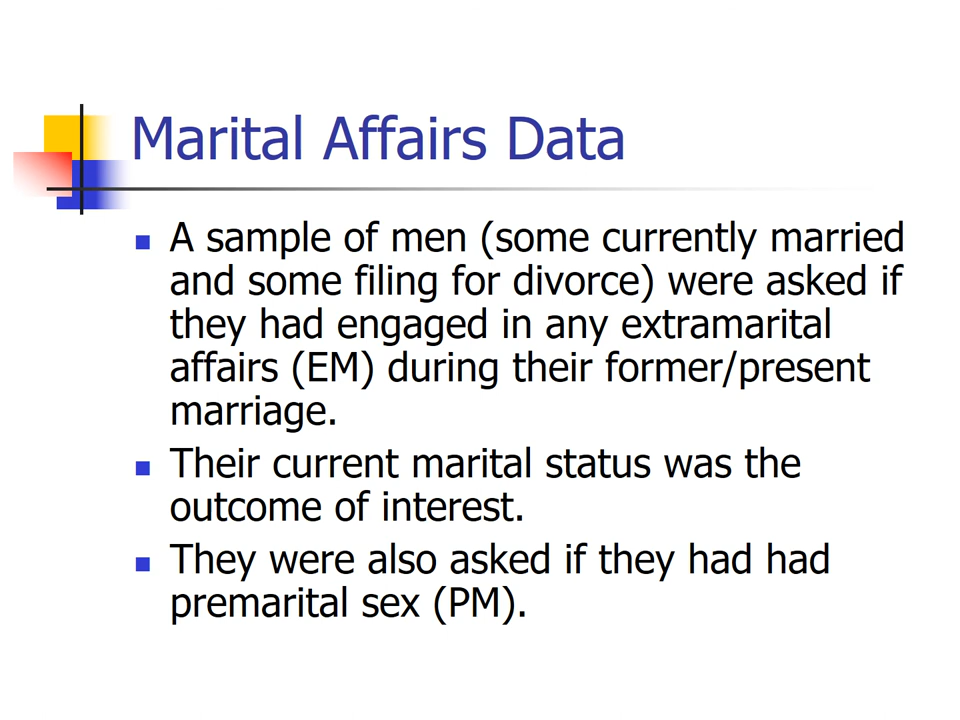 Marital Affairs Data
A sample of men (some currently married
and some filing for divorce) were asked if
they had engaged in any extramarital
affairs (EM) during their former/present
marriage.
Their current marital status was the
outcome of interest.
They were also asked if they had had
premarital sex (PM).